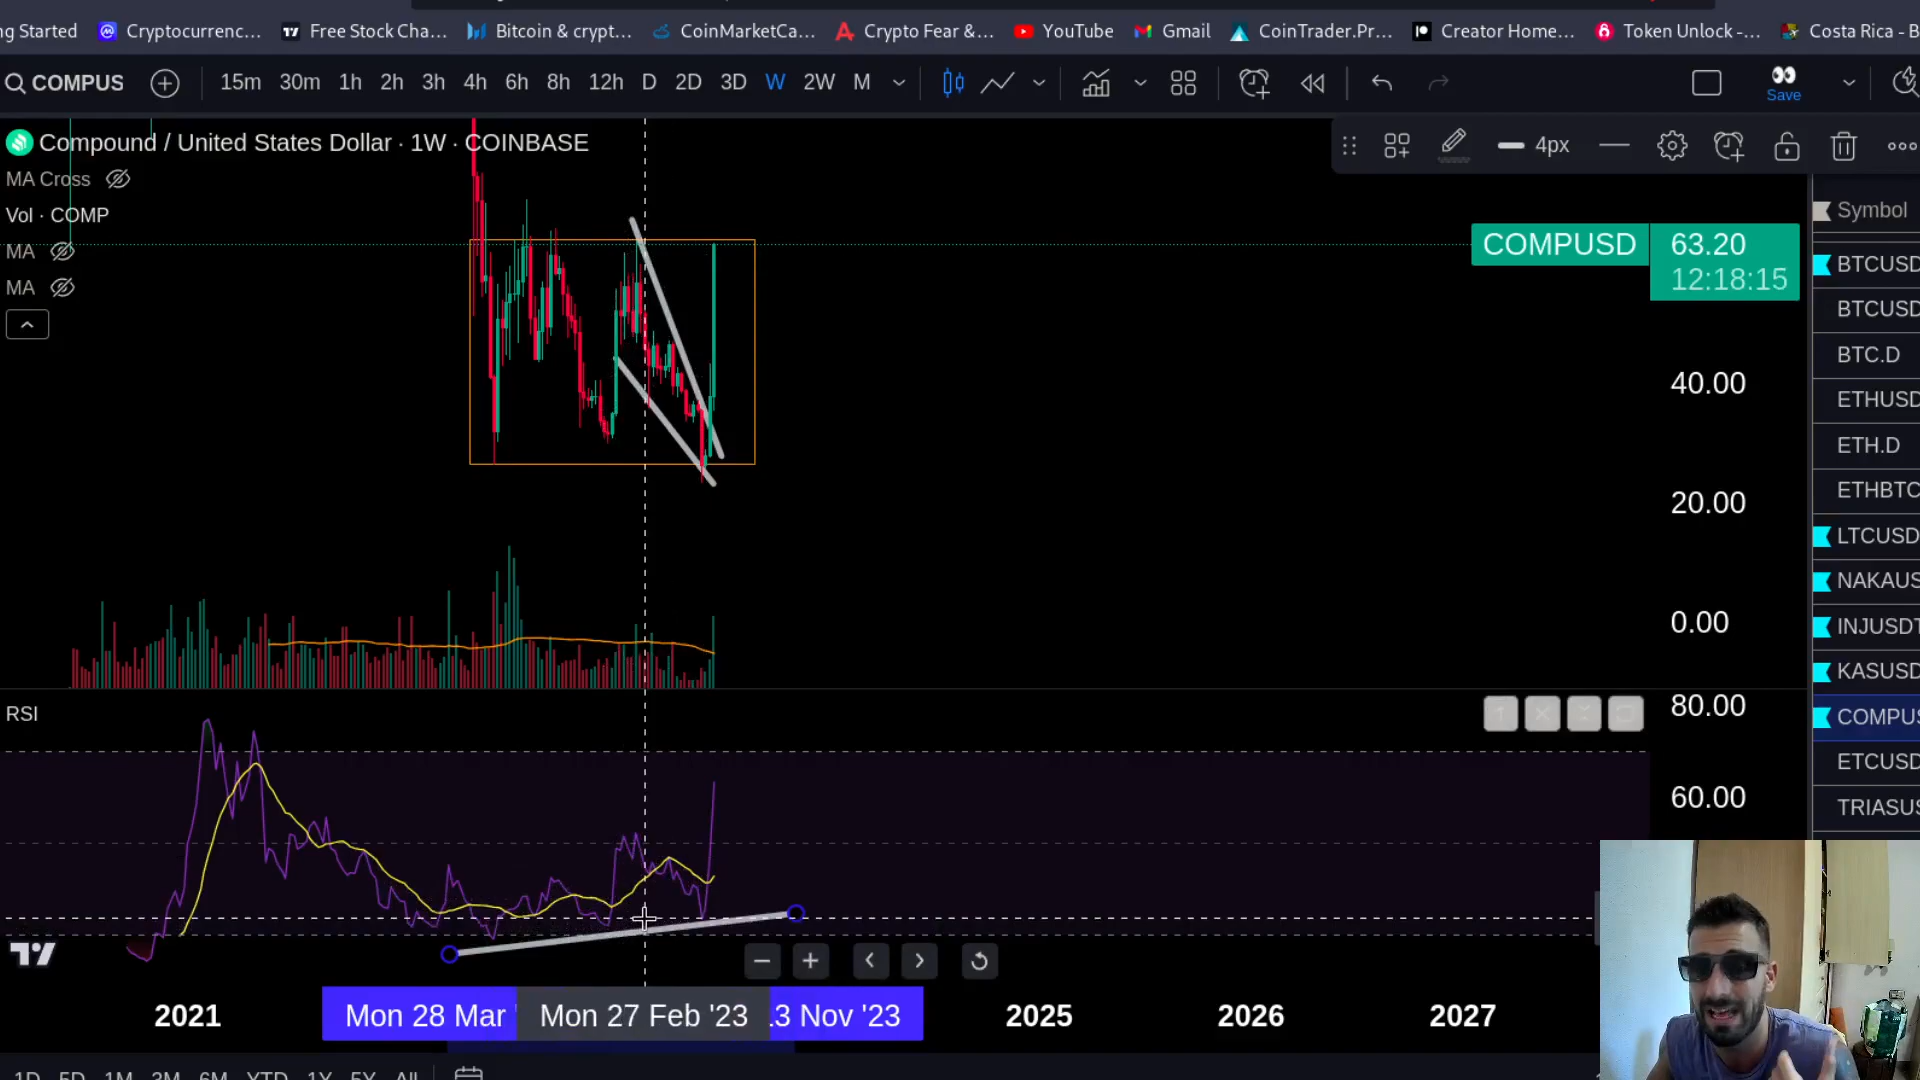 ng Started Cryptocurrenc... Free Stock Cha... Bitcoin & crypt... CoinMarketCa... Crypto Fear &... YouTube Gmail CoinTrader.Pr... Creator Home... Token Unlock -... Costa Rica - B
COMPUS 15m 30m 1h 2h 3h 4h 6h 8h 12h D 2D 3D W 2W M Save
Compound / United States Dollar · 1W · COINBASE
4px
MA Cross
Vol · COMP
MA
MA
Symbol
COMPUSD 63.20
12:18:15
40.00
20.00
0.00
BTCUSD
BTCUS
BTC.D
ETHUSD
ETH.D
ETHBTC
LTCUSD
NAKAUS
INJUSDT
KASUSD
COMPUS
ETCUSD
TRIASUS
RSI
80.00
60.00
2021 Mon 28 Mar ' Mon 27 Feb '23 3 Nov '23 2025 2026 2027
1D 5D 1M 3M 6M YTD 1Y 5Y All